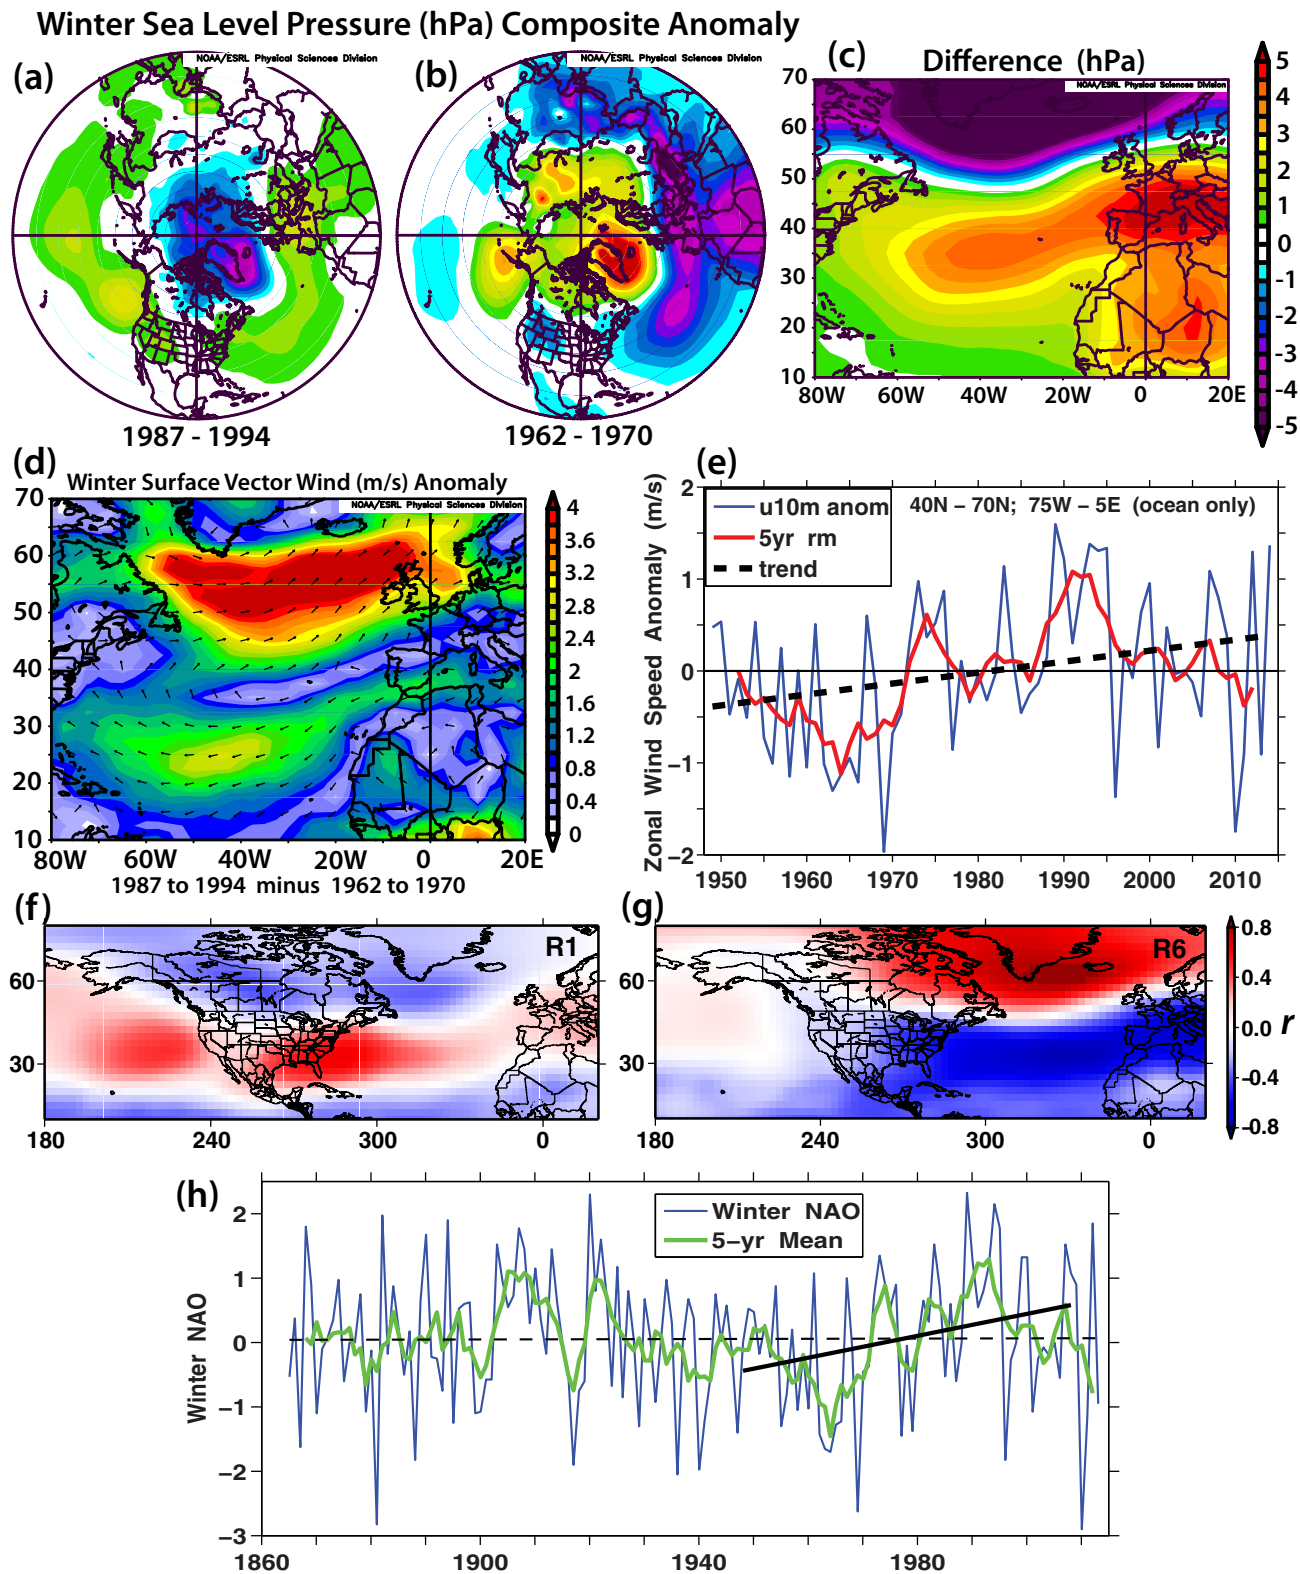 Winter Sea Level Pressure (hPa) Composite Anomaly
(a)
NOAA/ESRL Physical Sciences Division
1987 - 1994
(b)
NOAA/ESRL Physical Sciences Division
1962 - 1970
(c)
Difference (hPa)
NOAA/ESRL Physical Sciences Division
70
60
50
40
30
20
10
80W 60W 40W 20W 0 20E
5
4
3
2
1
0
-1
-2
-3
-4
-5
(d)
Winter Surface Vector Wind (m/s) Anomaly
NOAA/ESRL Physical Sciences Division
70
60
50
40
30
20
10
80W 60W 40W 20W 0 20E
1987 to 1994 minus 1962 to 1970
4
3.6
3.2
2.8
2.4
2
1.6
1.2
0.8
0.4
0
(e)
Zonal Wind Speed Anomaly (m/s)
2
1
0
−1
−2
u10m anom
5yr rm
trend
40N − 70N; 75W − 5E (ocean only)
1950 1960 1970 1980 1990 2000 2010
(f)
R1
60
30
180 240 300 0
(g)
R6
60
30
180 240 300 0
0.8
0.4
0.0
−0.4
−0.8
r
(h)
Winter NAO
2
1
0
−1
−2
−3
Winter NAO
5−yr Mean
1860 1900 1940 1980